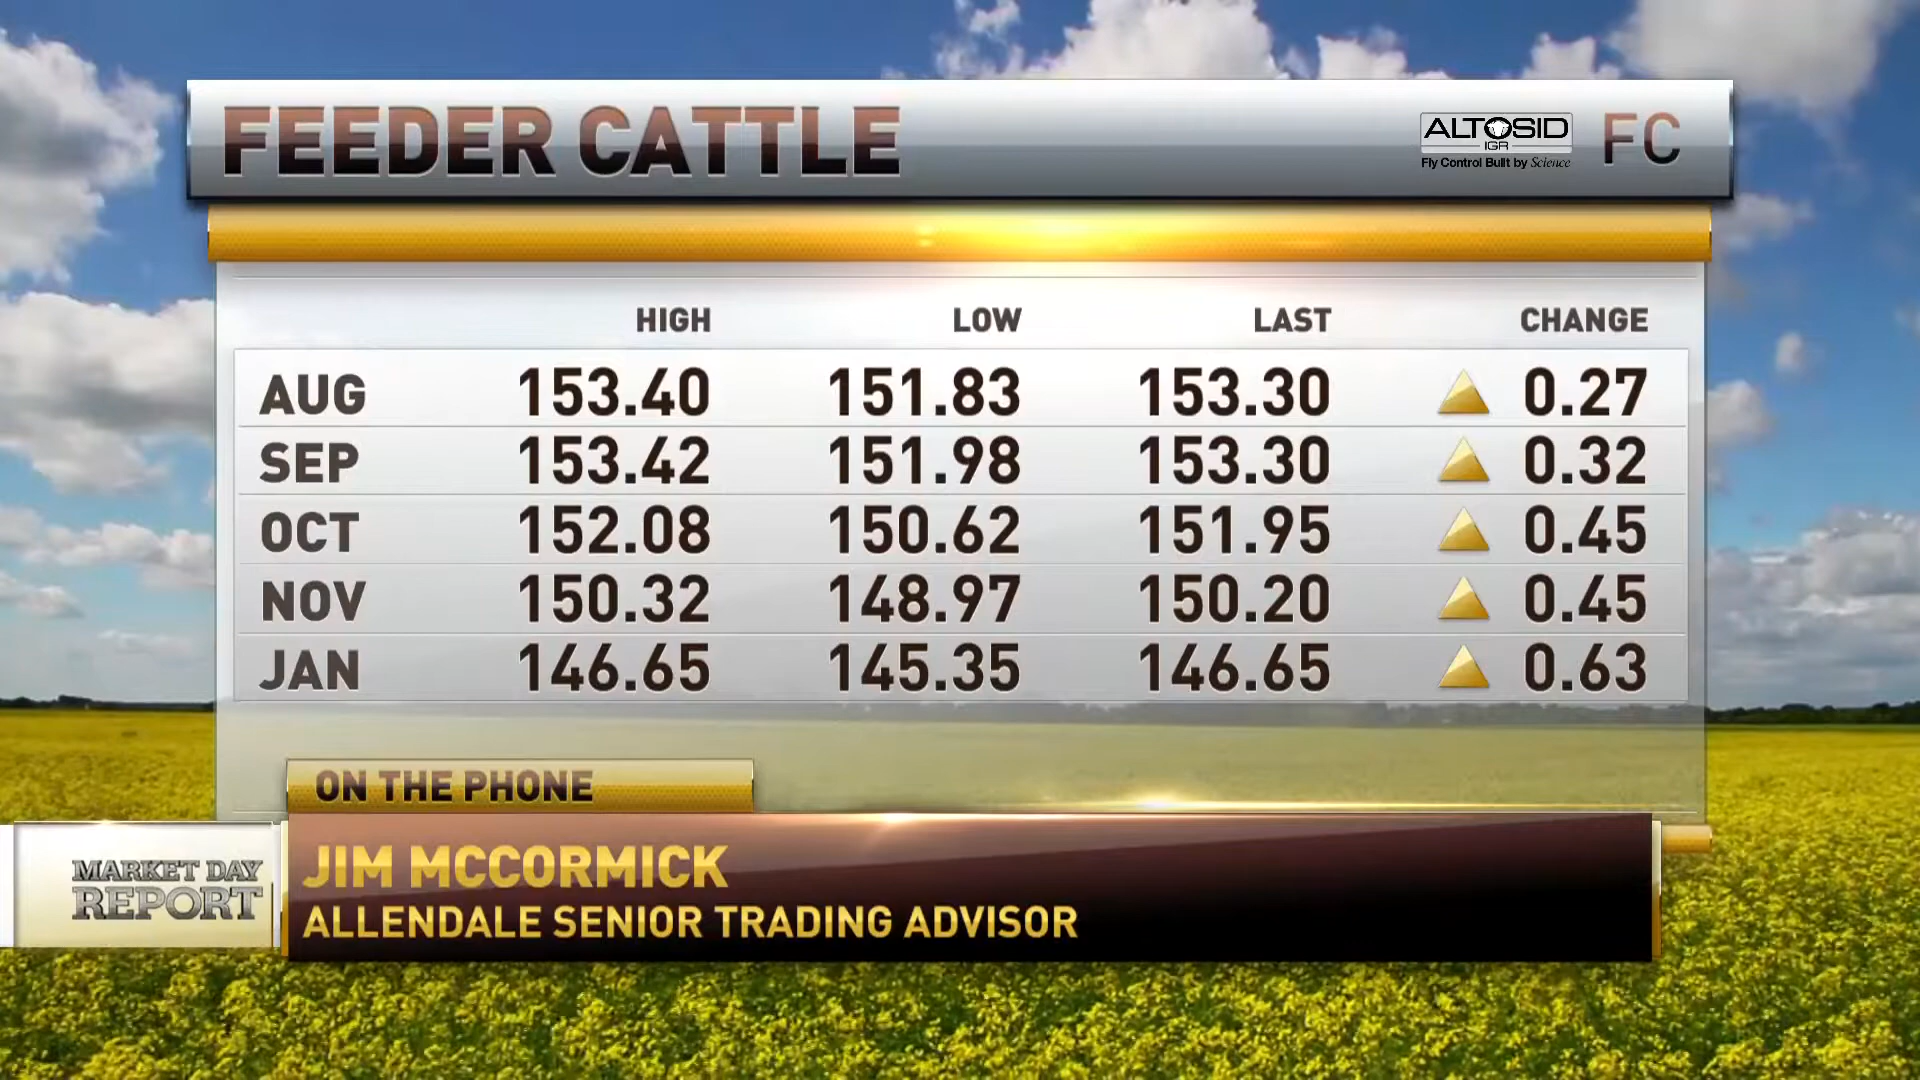 FEEDER CATTLE
ALTOSID
IGR
Fly Control Built by Science
FC
HIGH LOW LAST CHANGE
AUG 153.40 151.83 153.30 0.27
SEP 153.42 151.98 153.30 0.32
OCT 152.08 150.62 151.95 0.45
NOV 150.32 148.97 150.20 0.45
JAN 146.65 145.35 146.65 0.63
ON THE PHONE
MARKET DAY
REPORT
JIM MCCORMICK
ALLENDALE SENIOR TRADING ADVISOR